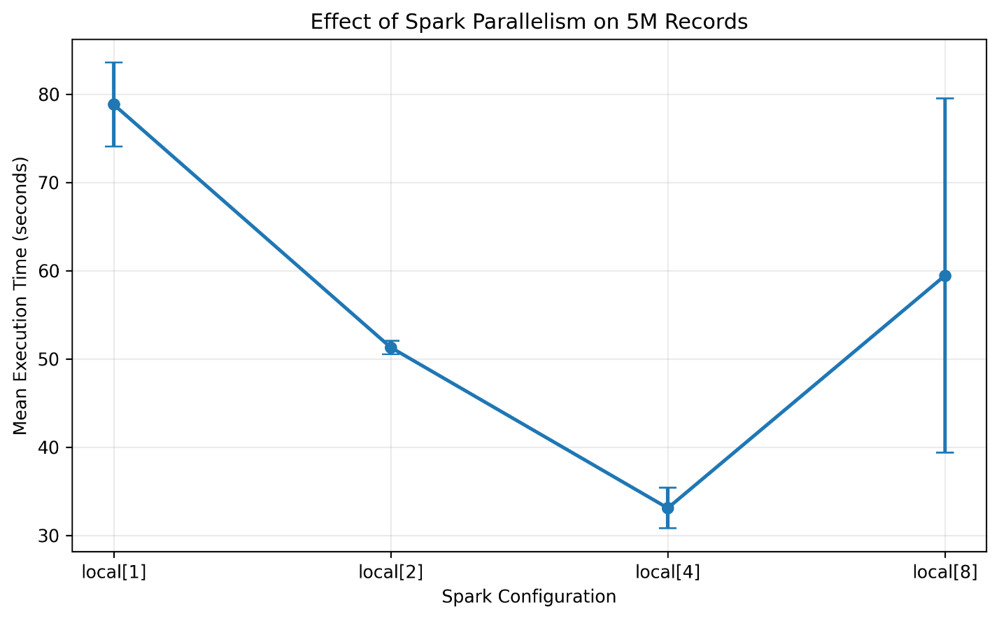 Effect of Spark Parallelism on 5M Records
Mean Execution Time (seconds)
80
70
60
50
40
30
local[1] local[2] local[4] local[8]
Spark Configuration